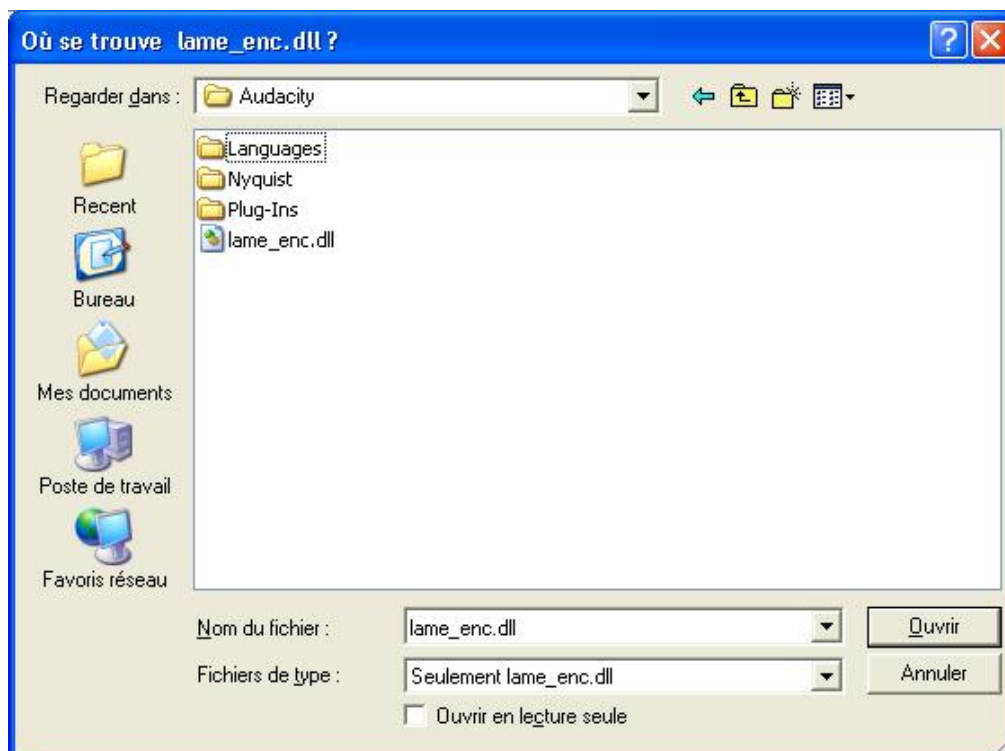 Où se trouve lame_enc.dll ?
Regarder dans : Audacity
Recent
Bureau
Mes documents
Poste de travail
Favoris réseau
Languages
Nyquist
Plug-Ins
lame_enc.dll
Nom du fichier : lame_enc.dll Ouvrir
Fichiers de type : Seulement lame_enc.dll Annuler
Ouvrir en lecture seule